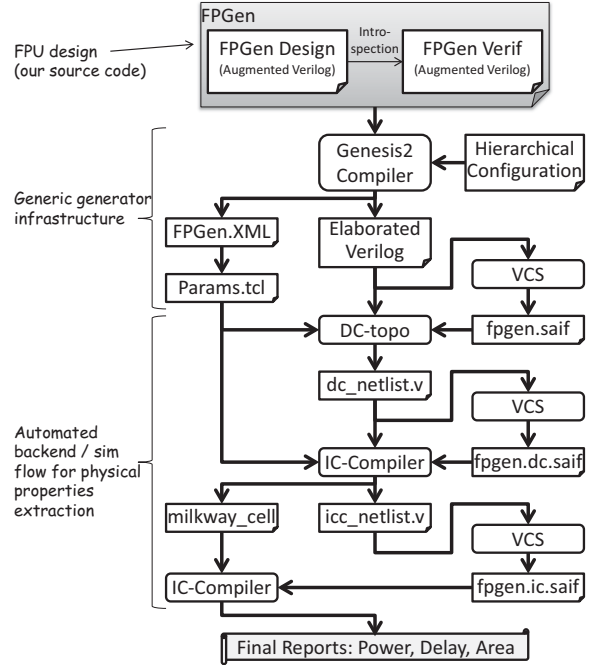 FPGen
FPU design
(our source code)
FPGen Design
(Augmented Verilog)
Intro-
spection
FPGen Verif
(Augmented Verilog)
Genesis2
Compiler
Hierarchical
Configuration
Generic generator
infrastructure
FPGen.XML
Elaborated
Verilog
VCS
Params.tcl
DC-topo
fpgen.saif
dc_netlist.v
VCS
Automated
backend / sim
flow for physical
properties
extraction
IC-Compiler
fpgen.dc.saif
milkway_cell
icc_netlist.v
VCS
IC-Compiler
fpgen.ic.saif
Final Reports: Power, Delay, Area